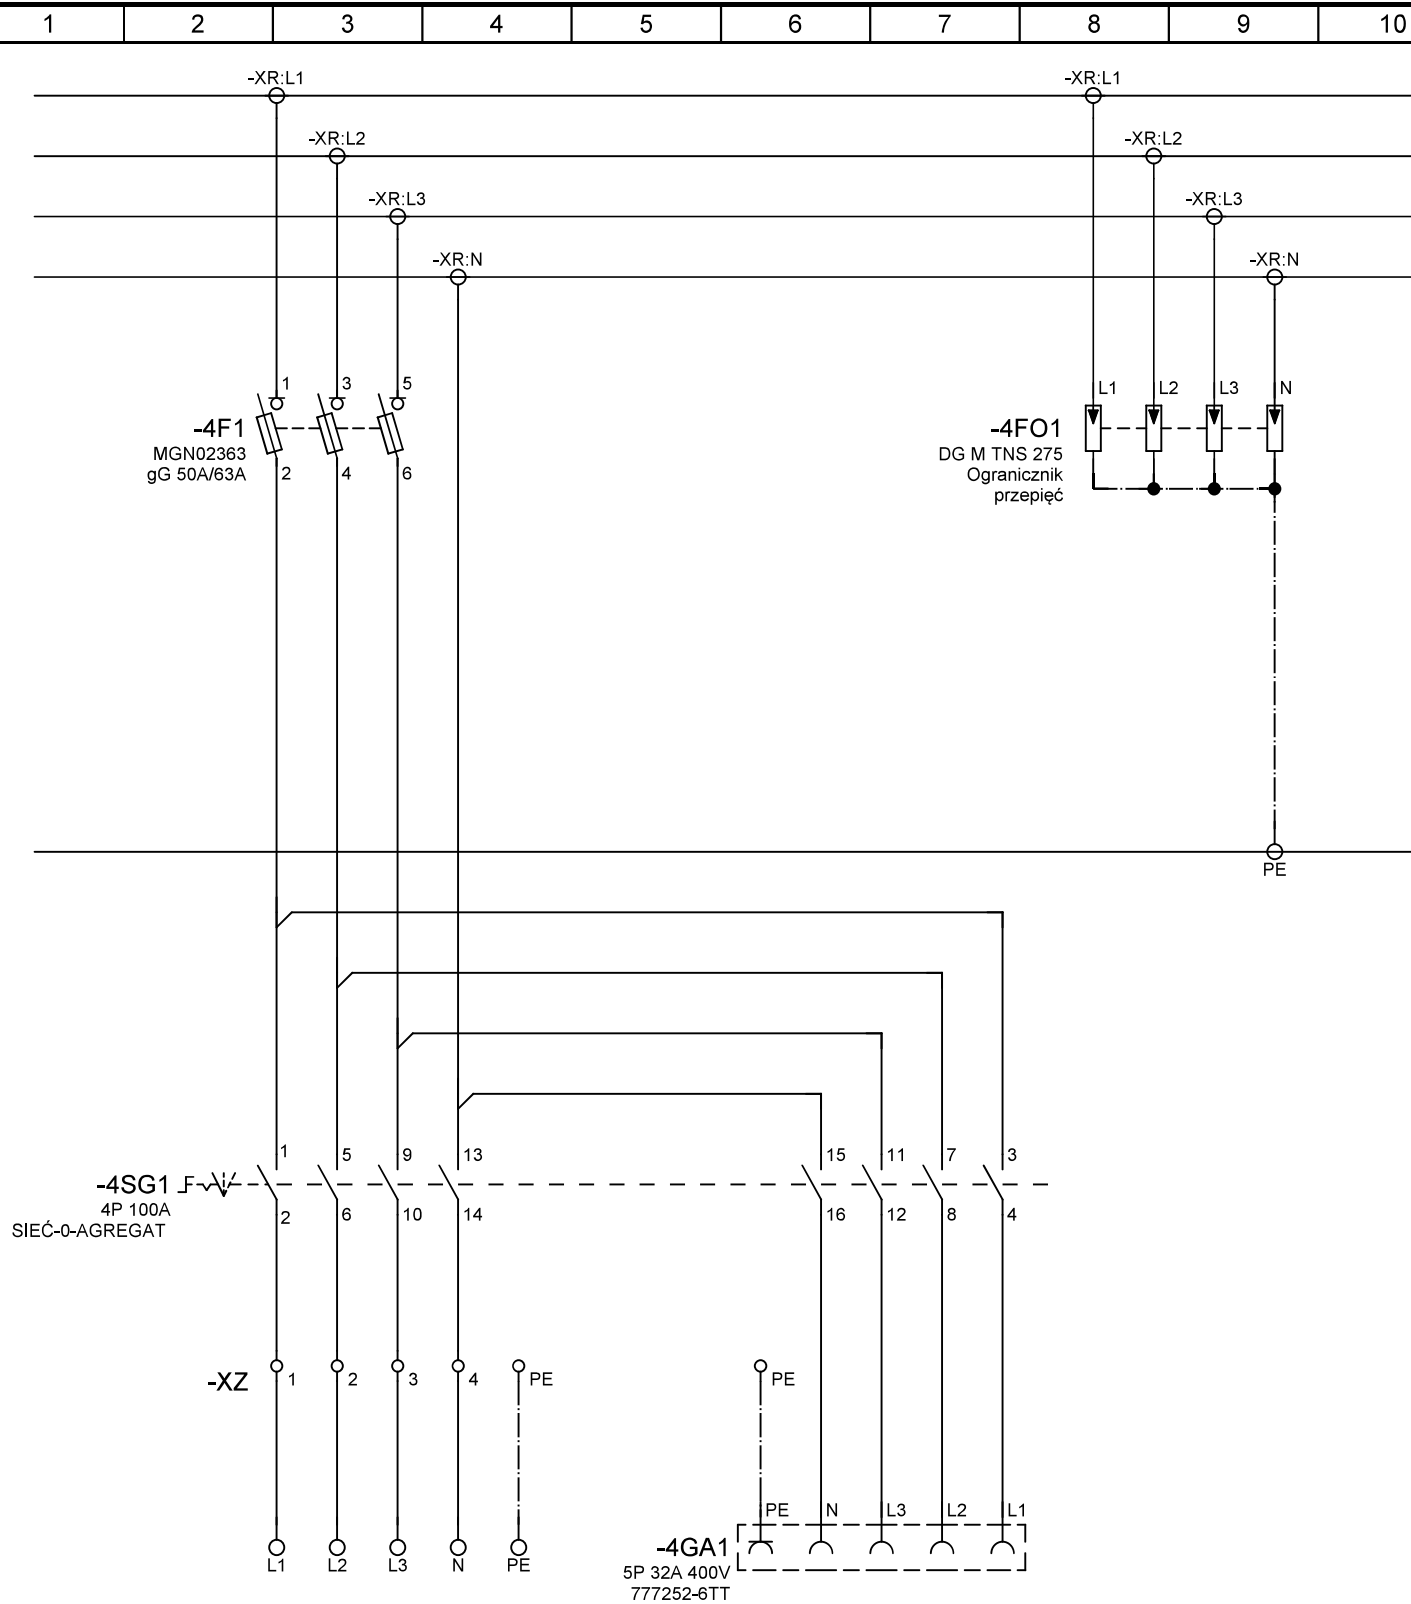 1 2 3 4 5 6 7 8 9 10
-XR:L1 -XR:L1
-XR:L2 -XR:L2
-XR:L3 -XR:L3
-XR:N -XR:N
1 3 5 L1 L2 L3 N
-4F1 -4FO1
MGN02363 DG M TNS 275
gG 50A/63A 2 4 6 Ogranicznik
przepięć
PE
1 5 9 13 15 11 7 3
-4SG1
4P 100A 2 6 10 14 16 12 8 4
SIEĆ-0-AGREGAT
-XZ 1 2 3 4 PE PE
PE N L3 L2 L1
-4GA1
L1 L2 L3 N PE 5P 32A 400V
777252-6TT